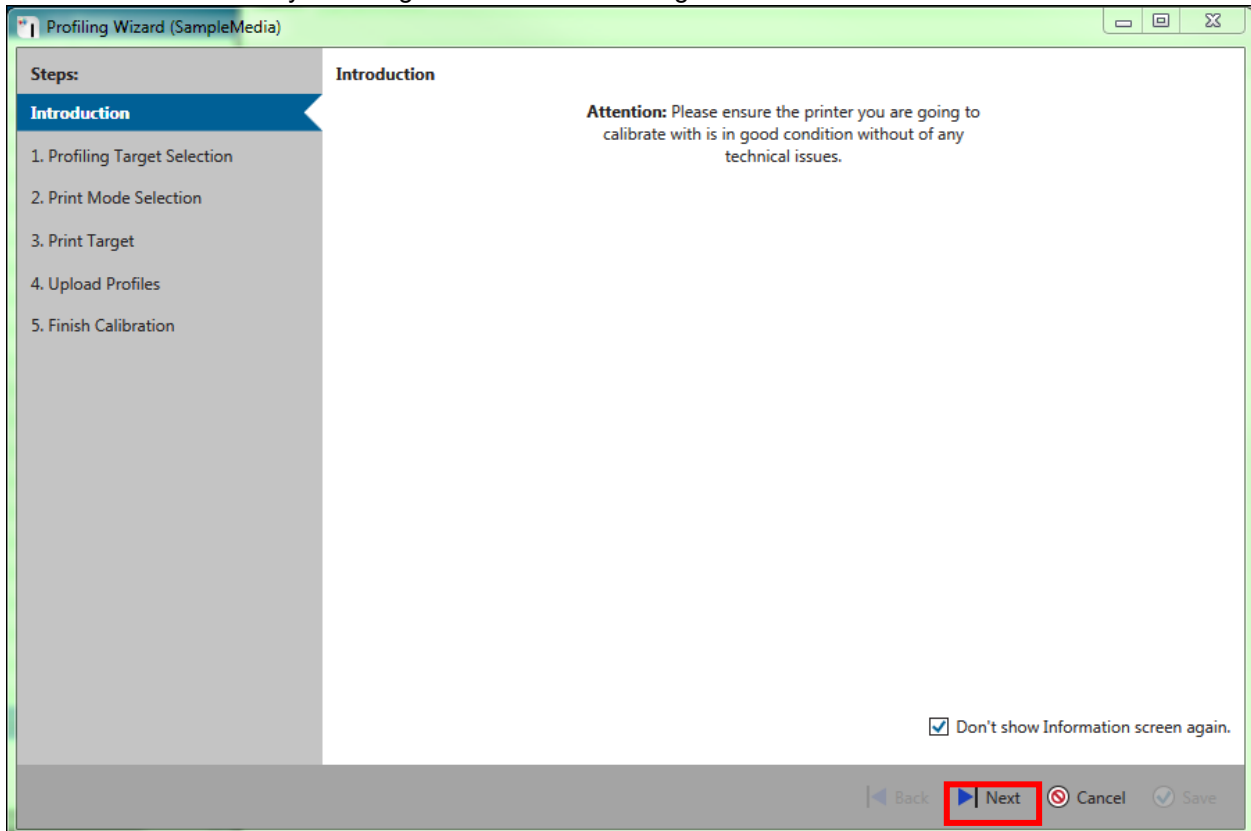 Profiling Wizard (SampleMedia)
Steps:
Introduction
1. Profiling Target Selection
2. Print Mode Selection
3. Print Target
4. Upload Profiles
5. Finish Calibration
Introduction
Attention: Please ensure the printer you are going to
calibrate with is in good condition without of any
technical issues.
Don't show Information screen again.
Back Next Cancel Save